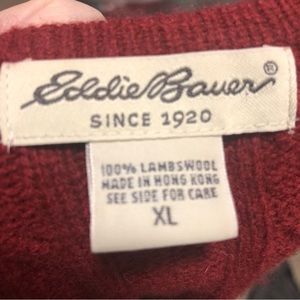 Eddie Bauer®
SINCE 1920
100% LAMBSWOOL
MADE IN HONG KONG
SEE SIDE FOR CARE
XL